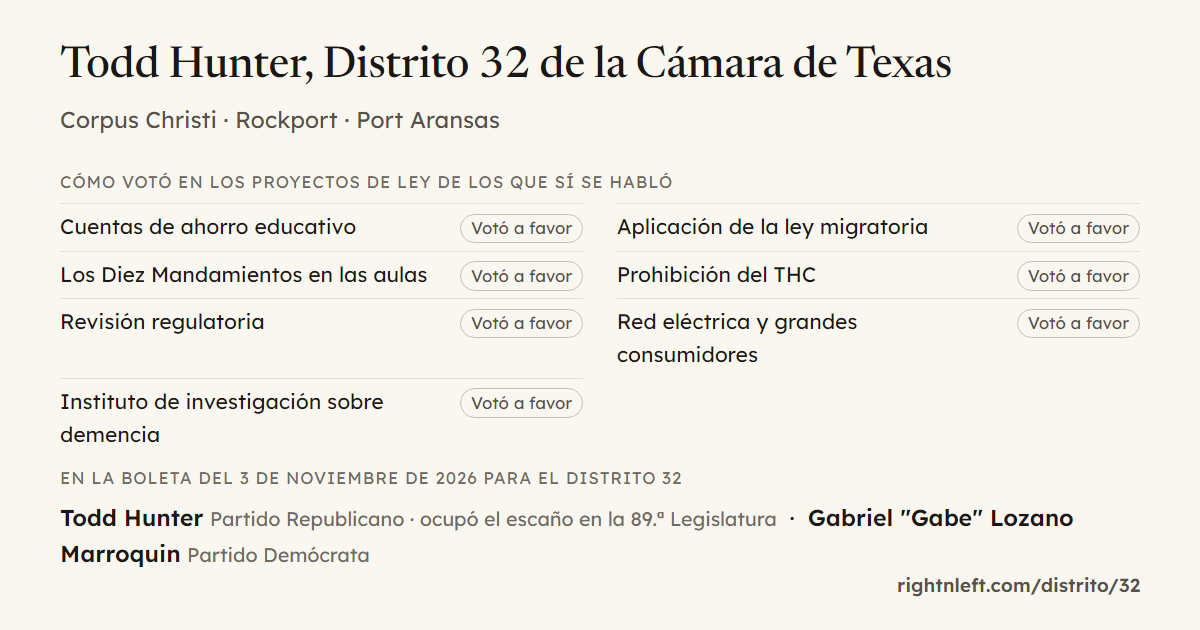 Todd Hunter, Distrito 32 de la Cámara de Texas
Corpus Christi · Rockport · Port Aransas
CÓMO VOTÓ EN LOS PROYECTOS DE LEY DE LOS QUE SÍ SE HABLÓ
Cuentas de ahorro educativo Votó a favor
Aplicación de la ley migratoria Votó a favor
Los Diez Mandamientos en las aulas Votó a favor
Prohibición del THC Votó a favor
Revisión regulatoria Votó a favor
Red eléctrica y grandes Votó a favor
consumidores
Instituto de investigación sobre Votó a favor
demencia
EN LA BOLETA DEL 3 DE NOVIEMBRE DE 2026 PARA EL DISTRITO 32
Todd Hunter Partido Republicano · ocupó el escaño en la 89.ª Legislatura · Gabriel "Gabe" Lozano
Marroquin Partido Demócrata
rightnleft.com/distrito/32